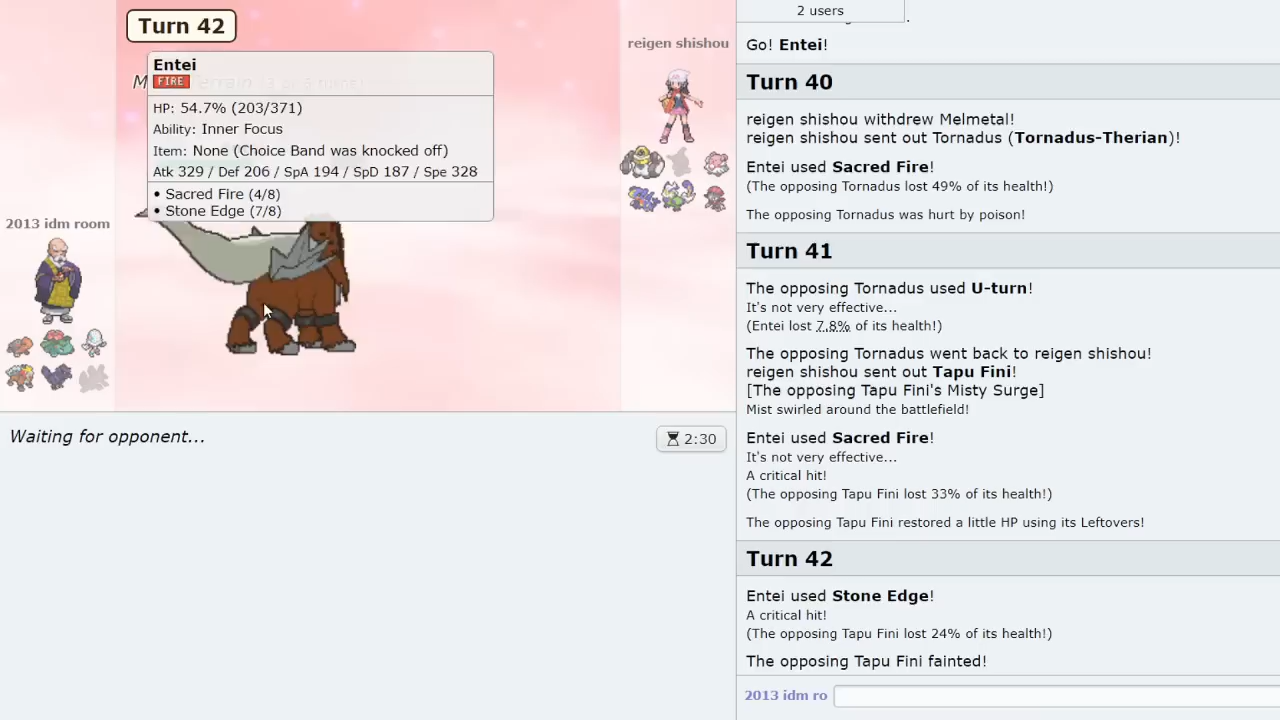 Turn 42
Entei
FIRE
HP: 54.7% (203/371)
Ability: Inner Focus
Item: None (Choice Band was knocked off)
Atk 329 / Def 206 / SpA 194 / SpD 187 / Spe 328
• Sacred Fire (4/8)
• Stone Edge (7/8)
2013 idm room
reigen shishou
Waiting for opponent...
2:30
2 users
Go! Entei!
Turn 40
reigen shishou withdrew Melmetal!
reigen shishou sent out Tornadus (Tornadus-Therian)!
Entei used Sacred Fire!
(The opposing Tornadus lost 49% of its health!)
The opposing Tornadus was hurt by poison!
Turn 41
The opposing Tornadus used U-turn!
It's not very effective...
(Entei lost 7.8% of its health!)
The opposing Tornadus went back to reigen shishou!
reigen shishou sent out Tapu Fini!
[The opposing Tapu Fini's Misty Surge]
Mist swirled around the battlefield!
Entei used Sacred Fire!
It's not very effective...
A critical hit!
(The opposing Tapu Fini lost 33% of its health!)
The opposing Tapu Fini restored a little HP using its Leftovers!
Turn 42
Entei used Stone Edge!
A critical hit!
(The opposing Tapu Fini lost 24% of its health!)
The opposing Tapu Fini fainted!
2013 idm ro